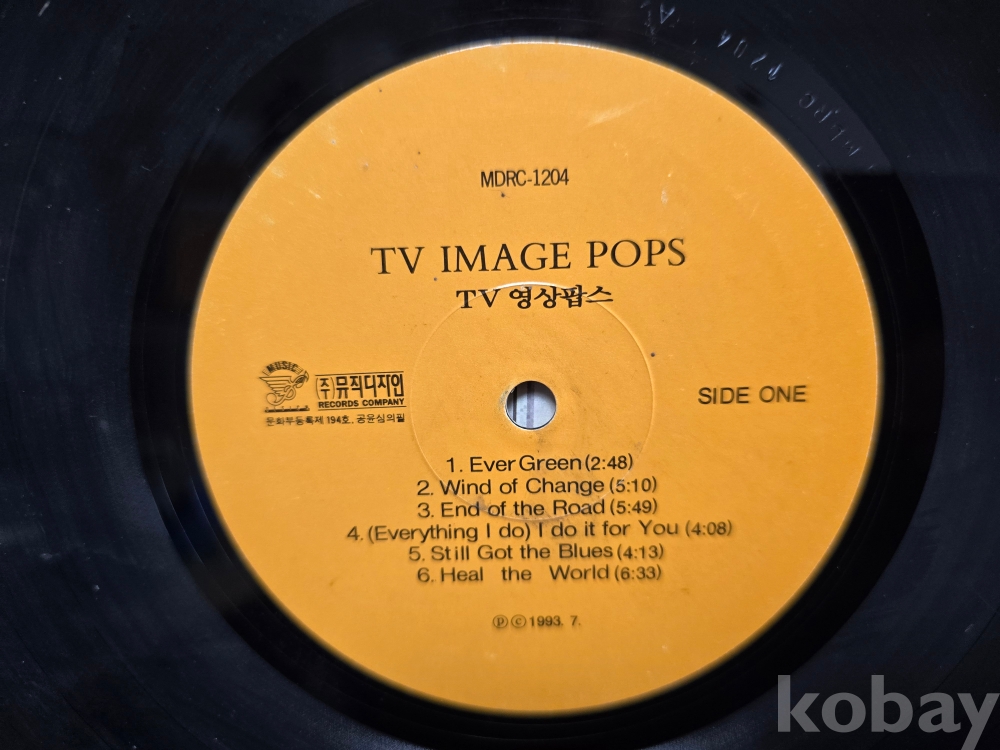 MDRC-1204
TV IMAGE POPS
TV 영상팝스
MUSIC
(주)뮤직디자인
RECORDS COMPANY
문화부등록제 194호, 공윤심의필
SIDE ONE
1. Ever Green (2:48)
2. Wind of Change (5:10)
3. End of the Road (5:49)
4. (Everything I do) I do it for You (4:08)
5. Still Got the Blues (4:13)
6. Heal the World (6:33)
ⓟⓒ1993. 7.
kobay